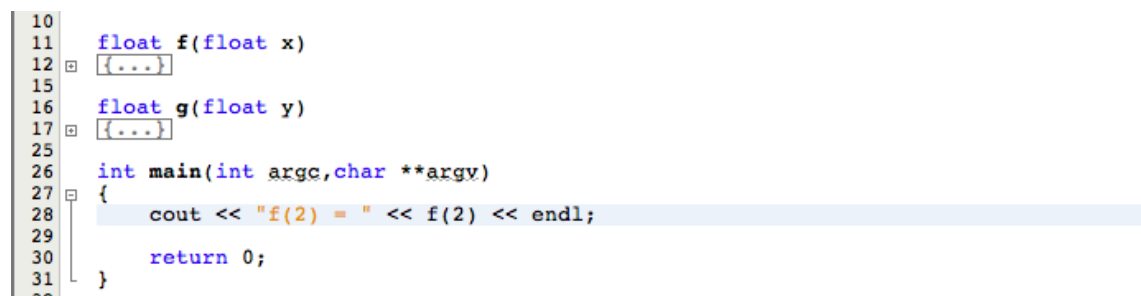 10
11 float f(float x)
12 {...}
15
16 float g(float y)
17 {...}
25
26 int main(int argc,char **argv)
27 {
28 cout << "f(2) = " << f(2) << endl;
29
30 return 0;
31 }